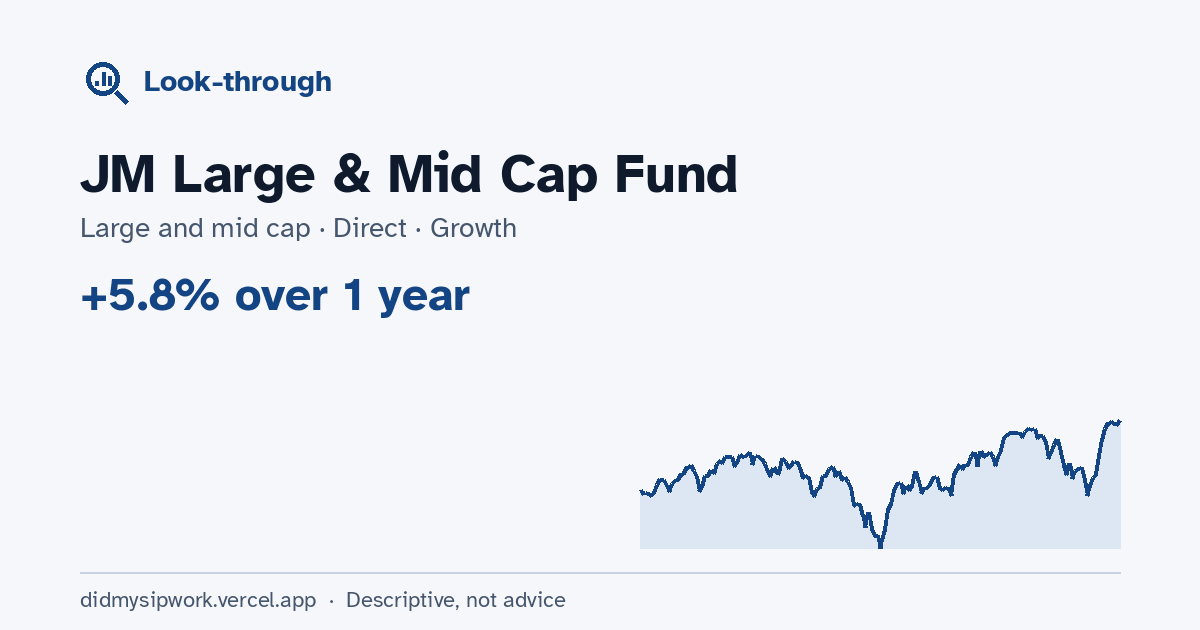 Look-through
JM Large & Mid Cap Fund
Large and mid cap · Direct · Growth
+5.8% over 1 year
didmysipwork.vercel.app · Descriptive, not advice